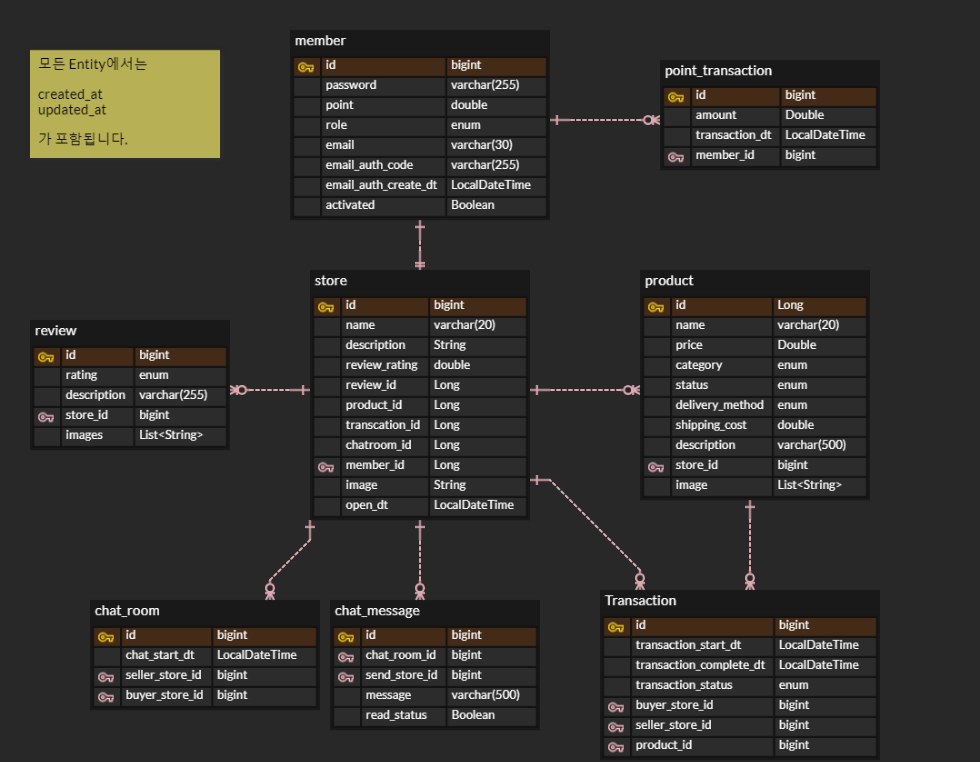 모든 Entity에서는
created_at
updated_at
가 포함됩니다.
member
id bigint
password varchar(255)
point double
role enum
email varchar(30)
email_auth_code varchar(255)
email_auth_create_dt LocalDateTime
activated Boolean
point_transaction
id bigint
amount Double
transaction_dt LocalDateTime
member_id bigint
store
id bigint
name varchar(20)
description String
review_rating double
review_id Long
product_id Long
transcation_id Long
chatroom_id Long
member_id Long
image String
open_dt LocalDateTime
product
id Long
name varchar(20)
price Double
category enum
status enum
delivery_method enum
shipping_cost double
description varchar(500)
store_id bigint
image List<String>
review
id bigint
rating enum
description varchar(255)
store_id bigint
images List<String>
chat_room
id bigint
chat_start_dt LocalDateTime
seller_store_id bigint
buyer_store_id bigint
chat_message
id bigint
chat_room_id bigint
send_store_id bigint
message varchar(500)
read_status Boolean
Transaction
id bigint
transaction_start_dt LocalDateTime
transaction_complete_dt LocalDateTime
transaction_status enum
buyer_store_id bigint
seller_store_id bigint
product_id bigint